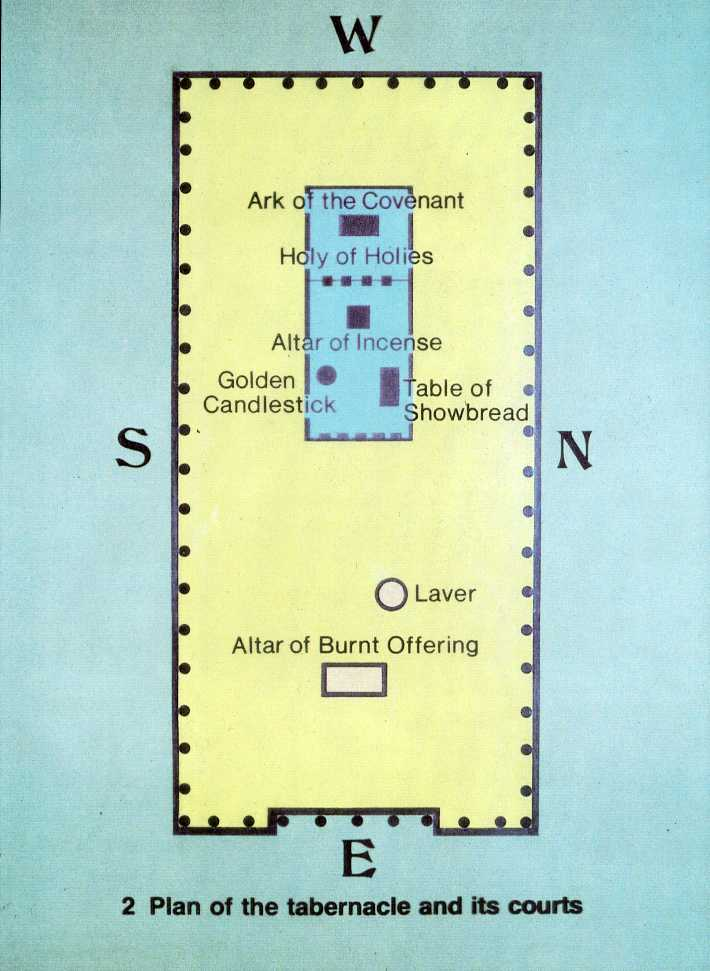 W
Ark of the Covenant
Holy of Holies
Altar of Incense
Golden
Candlestick
Table of
Showbread
S
N
Laver
Altar of Burnt Offering
E
2 Plan of the tabernacle and its courts